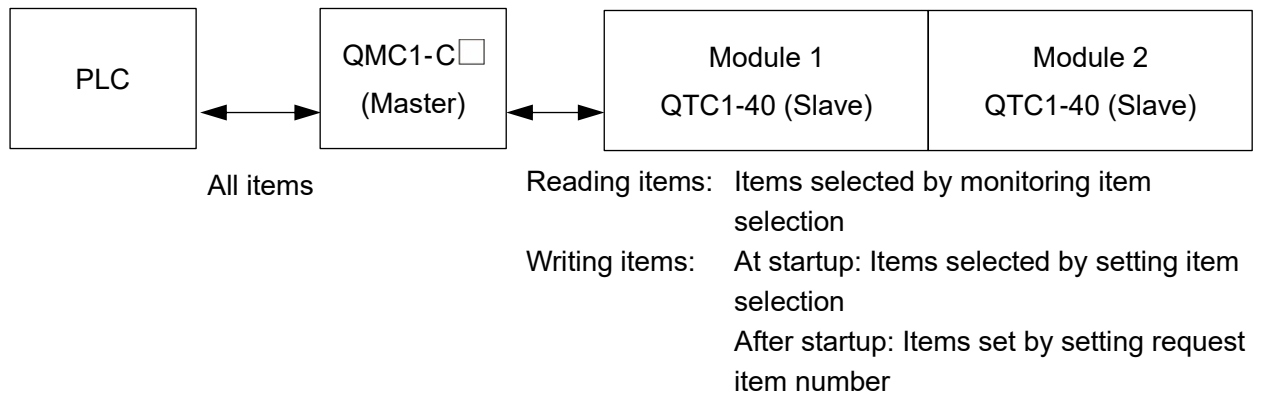 PLC
QMC1-C□
(Master)
Module 1
QTC1-40 (Slave)
Module 2
QTC1-40 (Slave)
All items
Reading items: Items selected by monitoring item
selection
Writing items: At startup: Items selected by setting item
selection
After startup: Items set by setting request
item number